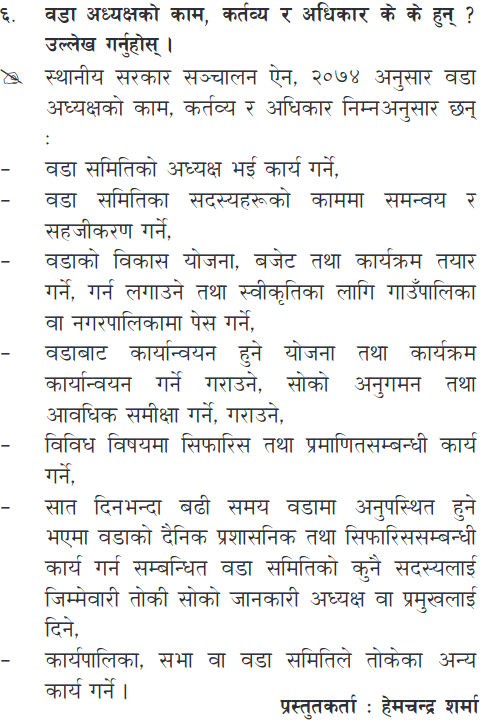 ६. वडा अध्यक्षको काम, कर्तव्य र अधिकार के के हुन् ?
उल्लेख गर्नुहोस् ।
स्थानीय सरकार सञ्चालन ऐन, २०७४ अनुसार वडा
अध्यक्षको काम, कर्तव्य र अधिकार निम्नअनुसार छन्
:
– वडा समितिको अध्यक्ष भई कार्य गर्ने,
– वडा समितिका सदस्यहरूको काममा समन्वय र
सहजीकरण गर्ने,
– वडाको विकास योजना, बजेट तथा कार्यक्रम तयार
गर्ने, गर्न लगाउने तथा स्वीकृतिका लागि गाउँपालिका
वा नगरपालिकामा पेस गर्ने,
– वडाबाट कार्यान्वयन हुने योजना तथा कार्यक्रम
कार्यान्वयन गर्ने गराउने, सोको अनुगमन तथा
आवधिक समीक्षा गर्ने, गराउने,
– विविध विषयमा सिफारिस तथा प्रमाणितसम्बन्धी कार्य
गर्ने,
– सात दिनभन्दा बढी समय वडामा अनुपस्थित हुने
भएमा वडाको दैनिक प्रशासनिक तथा सिफारिससम्बन्धी
कार्य गर्न सम्बन्धित वडा समितिको कुनै सदस्यलाई
जिम्मेवारी तोकी सोको जानकारी अध्यक्ष वा प्रमुखलाई
दिने,
– कार्यपालिका, सभा वा वडा समितिले तोकेका अन्य
कार्य गर्ने ।
प्रस्तुतकर्ता : हेमचन्द्र शर्मा